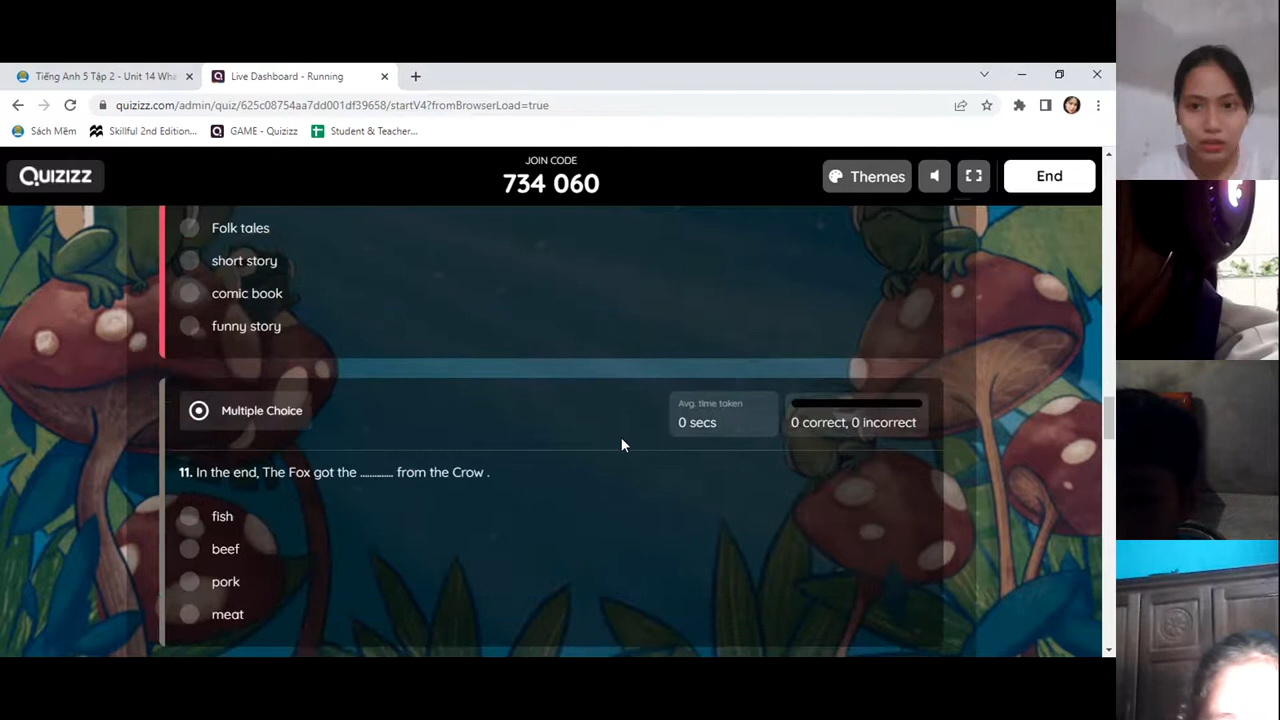 Tiếng Anh 5 Tập 2 - Unit 14 Wha
Live Dashboard - Running
quizizz.com/admin/quiz/625c08754aa7dd001df39658/startV4?fromBrowserLoad=true
Sách Mềm
Skillful 2nd Edition...
GAME - Quizizz
Student & Teacher...
QUIZIZZ
JOIN CODE
734 060
Themes
End
Folk tales
short story
comic book
funny story
Multiple Choice
Avg. time taken
0 secs
0 correct, 0 incorrect
11. In the end, The Fox got the ............. from the Crow .
fish
beef
pork
meat